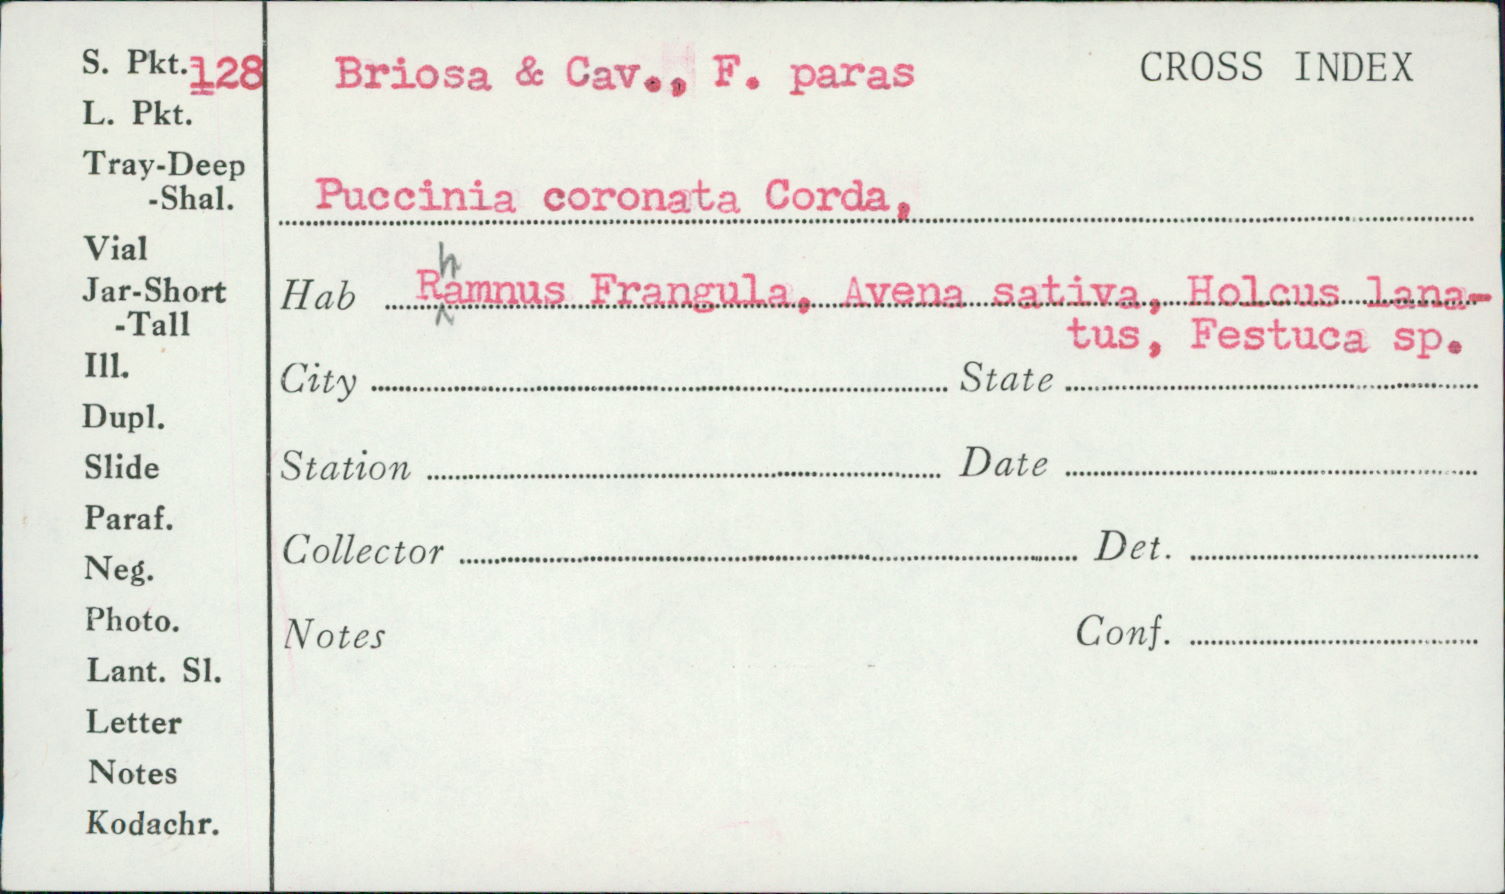 S. Pkt. 128
L. Pkt.
Tray-Deep
-Shal.
Vial
Jar-Short
-Tall
Ill.
Dupl.
Slide
Paraf.
Neg.
Photo.
Lant. Sl.
Letter
Notes
Kodachr.
Briosa & Cav., F. paras
CROSS INDEX
Puccinia coronata Corda,
Hab Rhamnus Frangula, Avena sativa, Holcus lana-
tus, Festuca sp.
City State
Station Date
Collector Det.
Notes Conf.